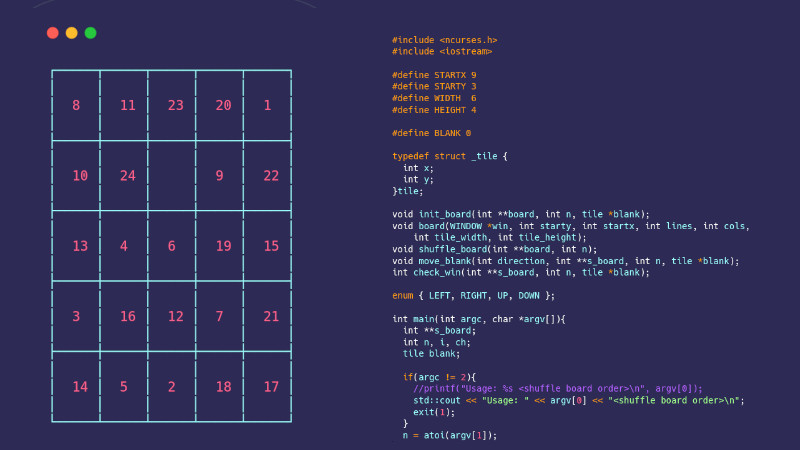 8 11 23 20 1
10 24 9 22
13 4 6 19 15
3 16 12 7 21
14 5 2 18 17
#include <ncurses.h>
#include <iostream>
#define STARTX 9
#define STARTY 3
#define WIDTH  6
#define HEIGHT 4
#define BLANK 0
typedef struct _tile {
  int x;
  int y;
}tile;
void init_board(int **board, int n, tile *blank);
void board(WINDOW *win, int starty, int startx, int lines, int cols,
    int tile_width, int tile_height);
void shuffle_board(int **board, int n);
void move_blank(int direction, int **s_board, int n, tile *blank);
int check_win(int **s_board, int n, tile *blank);
enum { LEFT, RIGHT, UP, DOWN };
int main(int argc, char *argv[]){
  int **s_board;
  int n, i, ch;
  tile blank;
  if(argc != 2){
    //printf("Usage: %s <shuffle board order>\n", argv[0]);
    std::cout << "Usage: " << argv[0] << "<shuffle board order>\n";
    exit(1);
  }
  n = atoi(argv[1]);